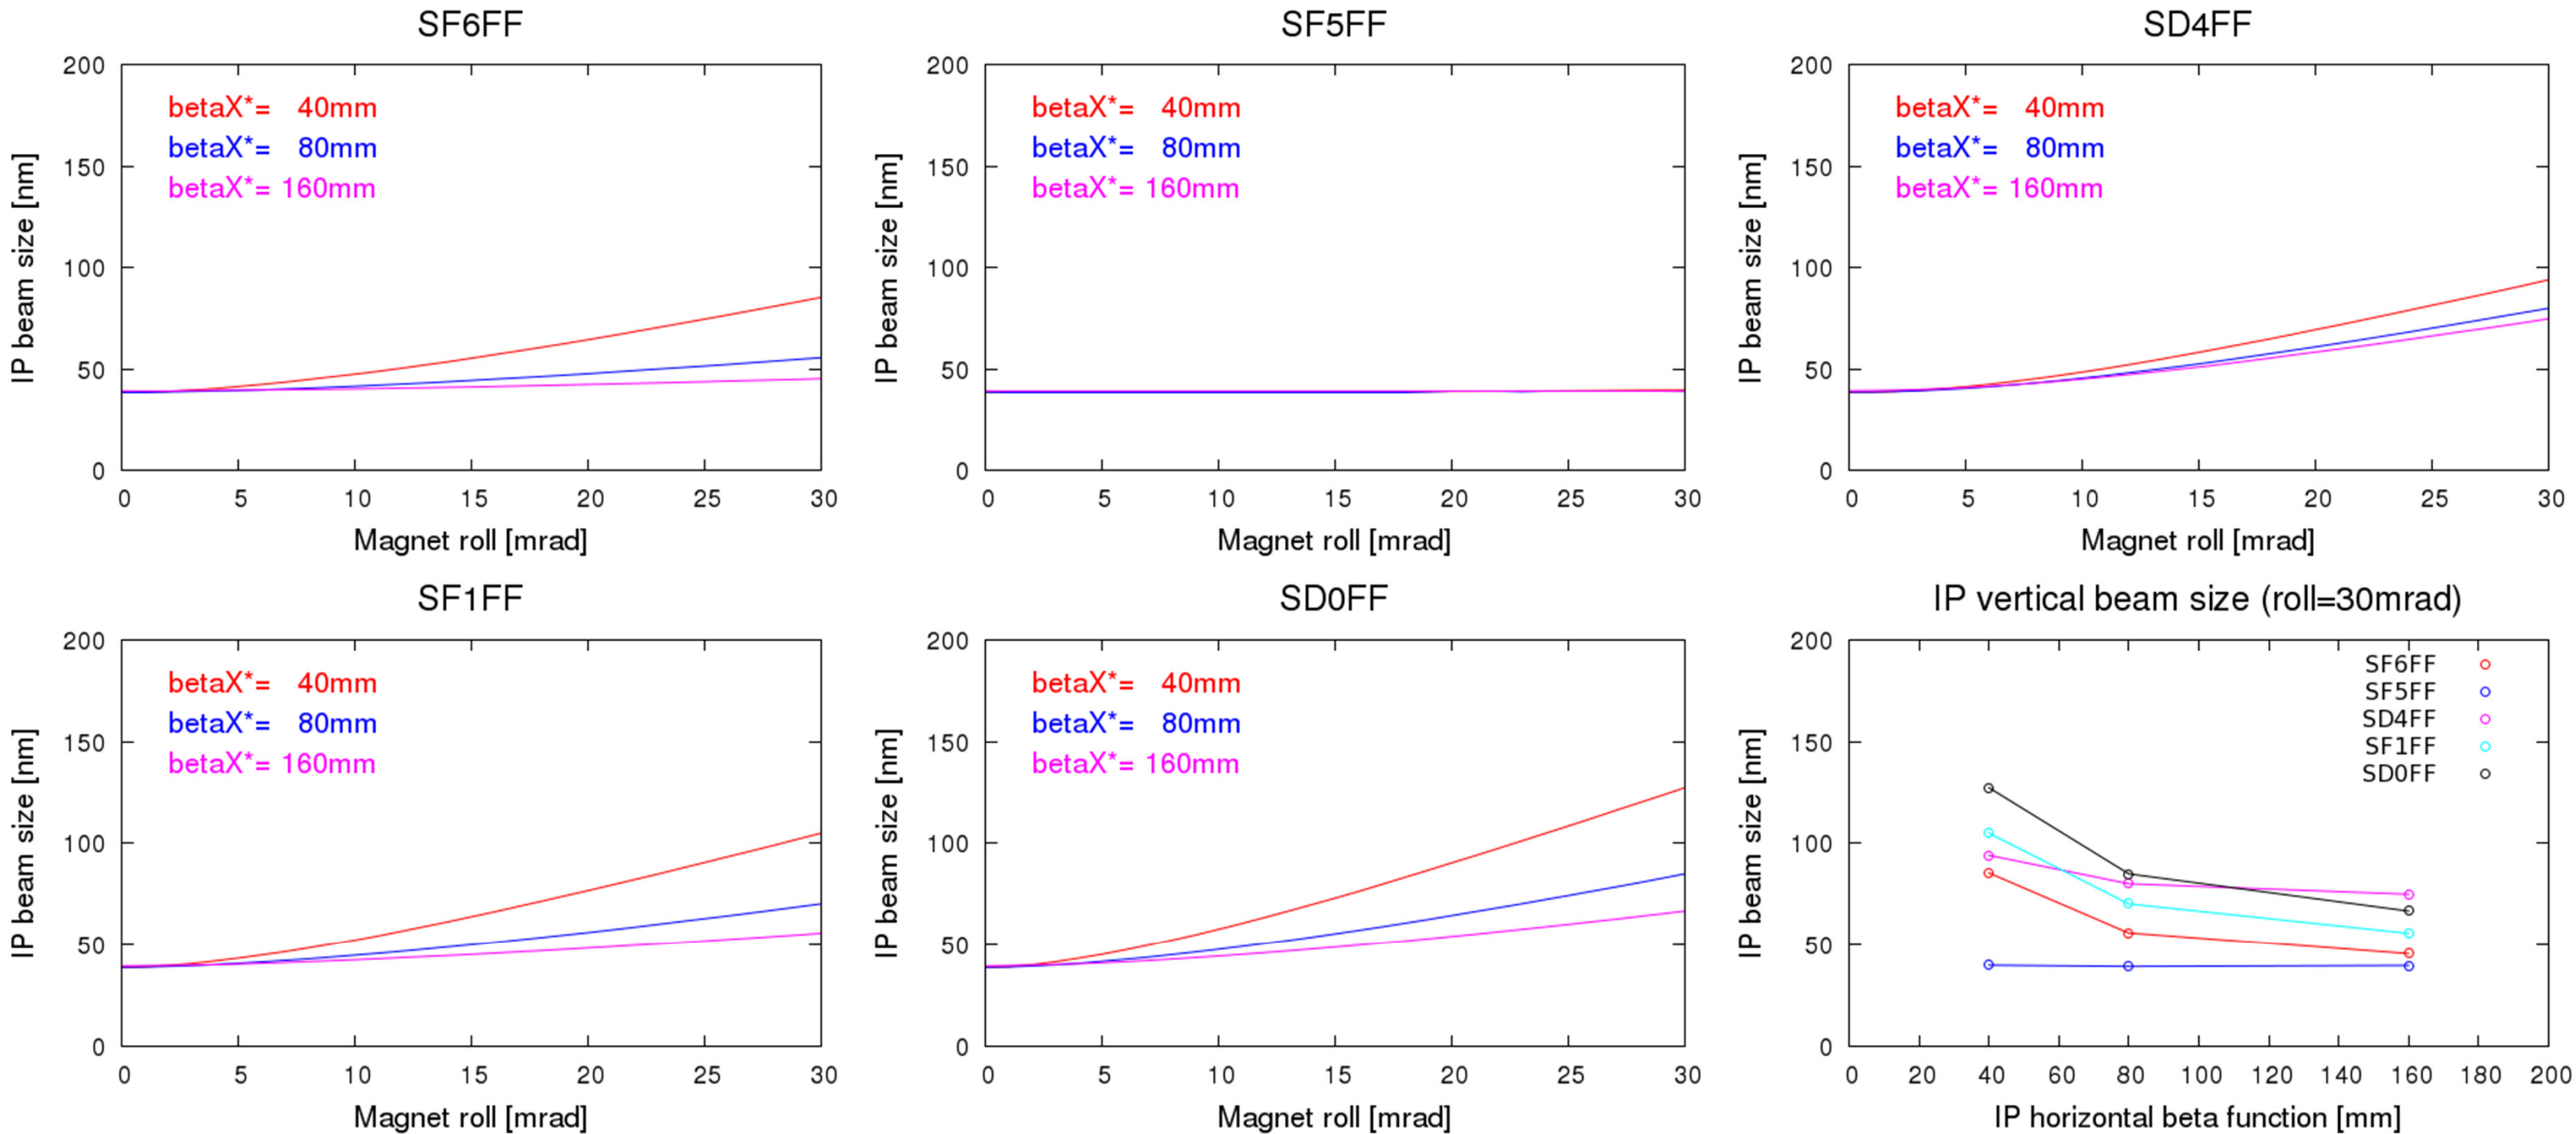 SF6FF
200
150
100
50
0
IP beam size [nm]
betaX*= 40mm
betaX*= 80mm
betaX*= 160mm
0 5 10 15 20 25 30
Magnet roll [mrad]
SF5FF
200
150
100
50
0
IP beam size [nm]
betaX*= 40mm
betaX*= 80mm
betaX*= 160mm
0 5 10 15 20 25 30
Magnet roll [mrad]
SD4FF
200
150
100
50
0
IP beam size [nm]
betaX*= 40mm
betaX*= 80mm
betaX*= 160mm
0 5 10 15 20 25 30
Magnet roll [mrad]
SF1FF
200
150
100
50
0
IP beam size [nm]
betaX*= 40mm
betaX*= 80mm
betaX*= 160mm
0 5 10 15 20 25 30
Magnet roll [mrad]
SD0FF
200
150
100
50
0
IP beam size [nm]
betaX*= 40mm
betaX*= 80mm
betaX*= 160mm
0 5 10 15 20 25 30
Magnet roll [mrad]
IP vertical beam size (roll=30mrad)
200
150
100
50
0
IP beam size [nm]
SF6FF
SF5FF
SD4FF
SF1FF
SD0FF
0 20 40 60 80 100 120 140 160 180 200
IP horizontal beta function [mm]